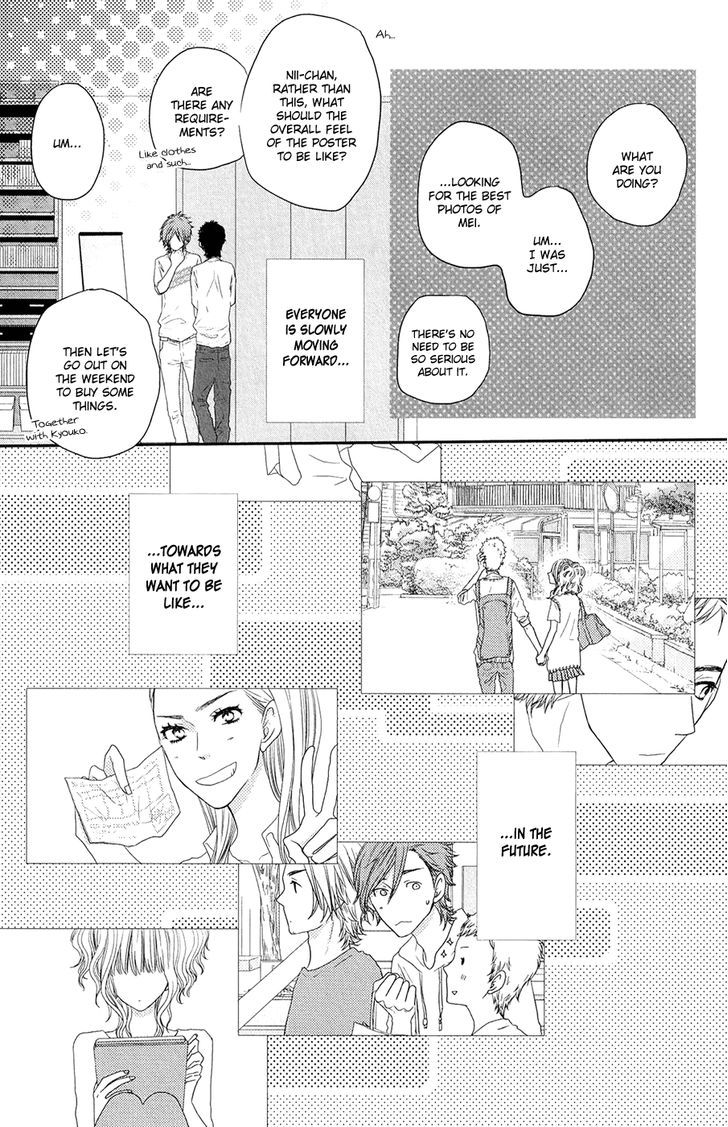 WHAT
ARE YOU
DOING?
UM...
I WAS
JUST...
...LOOKING
FOR THE BEST
PHOTOS OF
MEI.
THERE'S NO
NEED TO BE
SO SERIOUS
ABOUT IT.
Ah...
NII-CHAN,
RATHER THAN
THIS, WHAT
SHOULD THE
OVERALL FEEL
OF THE POSTER
TO BE LIKE?
ARE
THERE ANY
REQUIRE-
MENTS?
Like clothes
and such...
UM...
EVERYONE
IS SLOWLY
MOVING
FORWARD...
THEN LET'S
GO OUT ON
THE WEEKEND
TO BUY SOME
THINGS.
Together
with Kyouko.
...TOWARDS
WHAT THEY
WANT TO BE
LIKE...
...IN THE
FUTURE.